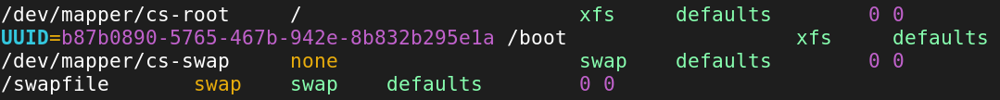 /dev/mapper/cs-root / xfs defaults 0 0
UUID=b87b0890-5765-467b-942e-8b832b295e1a /boot xfs defaults
/dev/mapper/cs-swap none swap defaults 0 0
/swapfile swap swap defaults 0 0